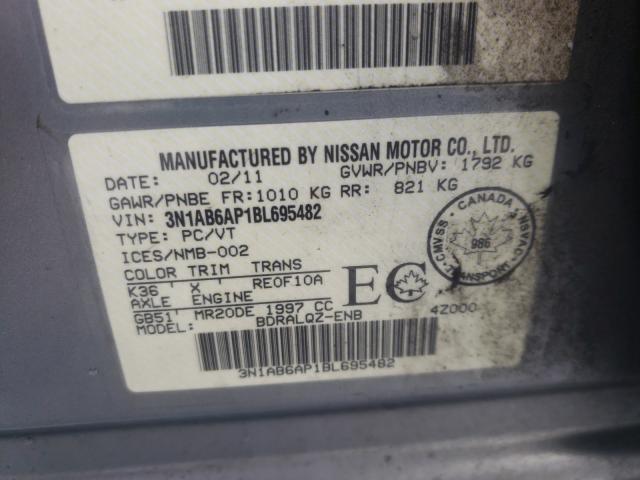 MANUFACTURED BY NISSAN MOTOR CO., LTD.
DATE: 02/11 GVWR/PNBV: 1792 KG
GAWR/PNBE FR: 1010 KG RR: 821 KG
VIN: 3N1AB6AP1BL695482
TYPE: PC/VT
ICES/NMB-002
COLOR TRIM TRANS
K36 'X' RE0F10A
AXLE ENGINE
GB51' MR20DE 1997 CC
MODEL: BDRALQZ-ENB
EC
4Z000
CMVSS · CANADA · NSVAC
986
TRANSPORT
3N1AB6AP1BL695482